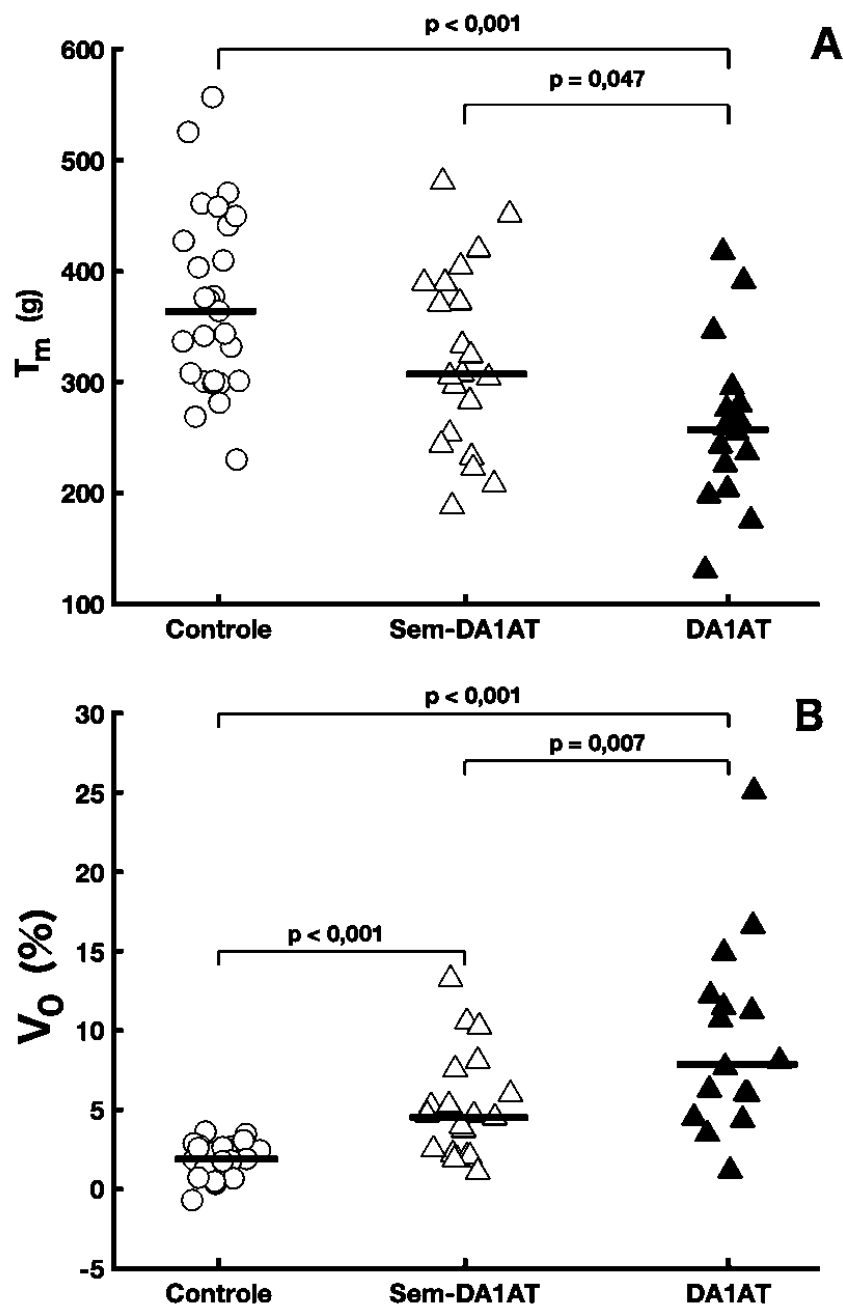 p < 0,001
A
600
p = 0,047
500
400
300
200
100
Tm (g)
Controle
Sem-DA1AT
DA1AT
p < 0,001
B
30
p = 0,007
25
20
p < 0,001
15
10
5
0
-5
V0 (%)
Controle
Sem-DA1AT
DA1AT